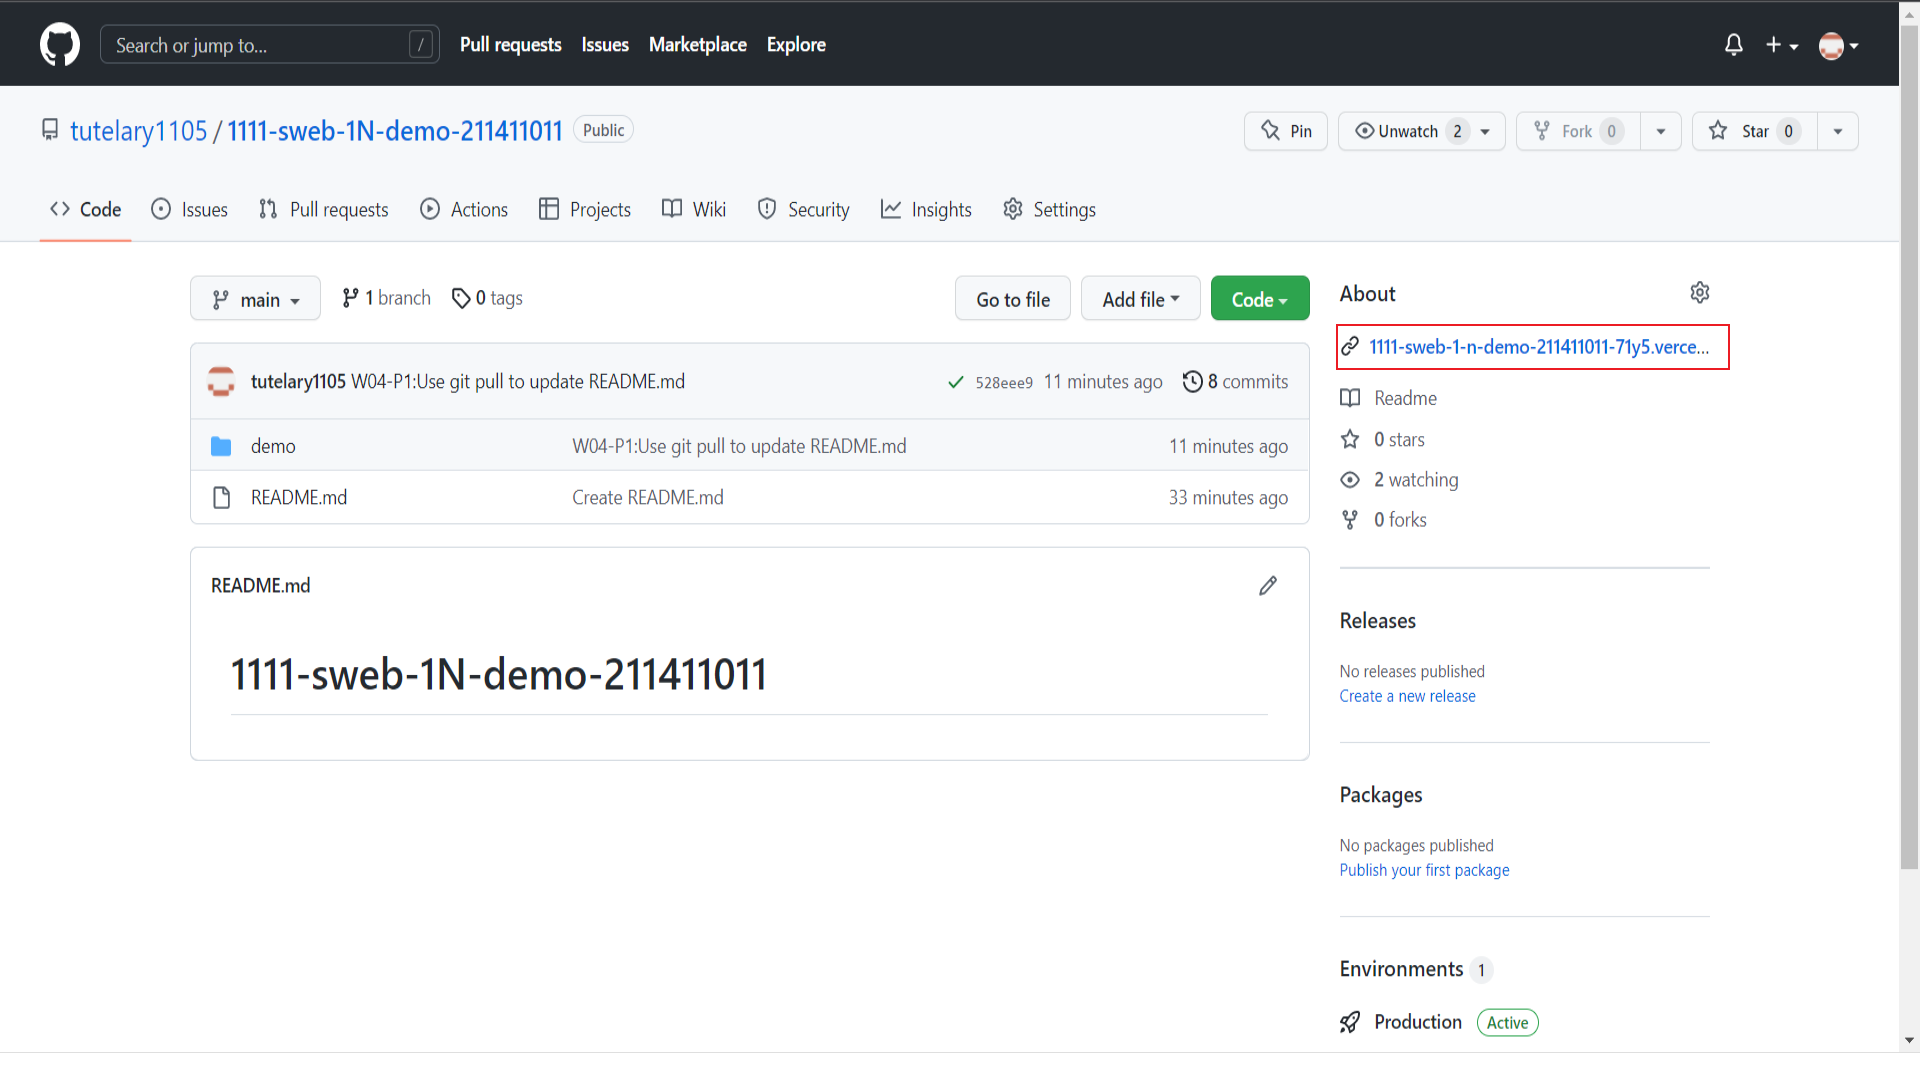 Search or jump to... /
Pull requests Issues Marketplace Explore
tutelary1105 / 1111-sweb-1N-demo-211411011 Public
Pin Unwatch 2 Fork 0 Star 0
Code Issues Pull requests Actions Projects Wiki Security Insights Settings
main 1 branch 0 tags Go to file Add file Code
tutelary1105 W04-P1:Use git pull to update README.md 528eee9 11 minutes ago 8 commits
demo W04-P1:Use git pull to update README.md 11 minutes ago
README.md Create README.md 33 minutes ago
README.md
1111-sweb-1N-demo-211411011
About
1111-sweb-1-n-demo-211411011-71y5.verce...
Readme
0 stars
2 watching
0 forks
Releases
No releases published
Create a new release
Packages
No packages published
Publish your first package
Environments 1
Production Active